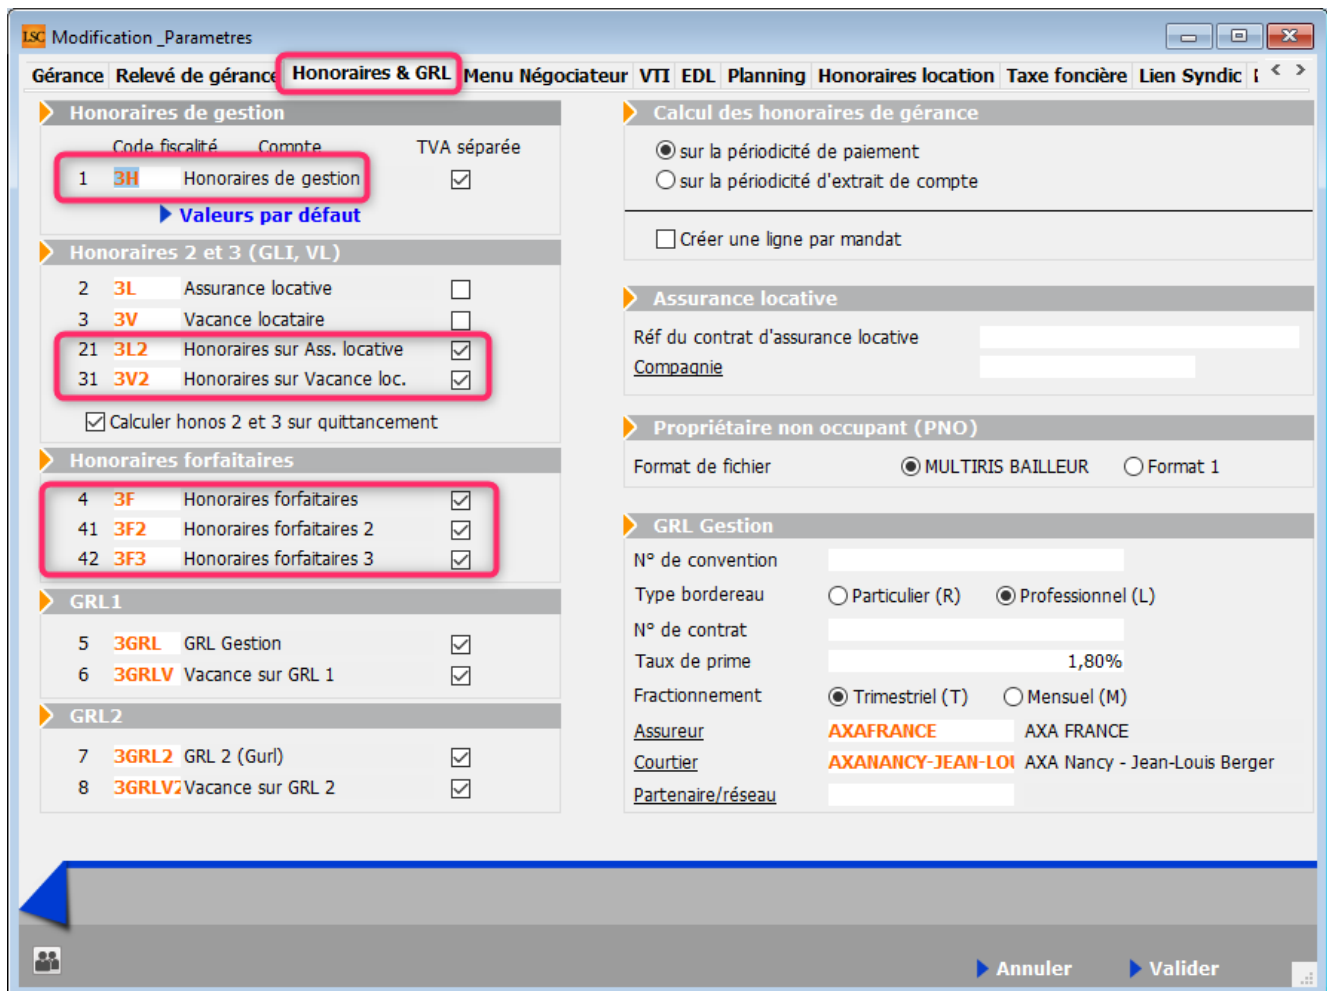 LSC Modification _Parametres
Gérance Relevé de gérance Honoraires & GRL Menu Négociateur VTI EDL Planning Honoraires location Taxe foncière Lien Syndic
Honoraires de gestion
Code fiscalité Compte TVA séparée
1 3H Honoraires de gestion
Valeurs par défaut
Honoraires 2 et 3 (GLI, VL)
2 3L Assurance locative
3 3V Vacance locataire
21 3L2 Honoraires sur Ass. locative
31 3V2 Honoraires sur Vacance loc.
Calculer honos 2 et 3 sur quittancement
Honoraires forfaitaires
4 3F Honoraires forfaitaires
41 3F2 Honoraires forfaitaires 2
42 3F3 Honoraires forfaitaires 3
GRL1
5 3GRL GRL Gestion
6 3GRLV Vacance sur GRL 1
GRL2
7 3GRL2 GRL 2 (Gurl)
8 3GRLV2 Vacance sur GRL 2
Calcul des honoraires de gérance
sur la périodicité de paiement
sur la périodicité d'extrait de compte
Créer une ligne par mandat
Assurance locative
Réf du contrat d'assurance locative
Compagnie
Propriétaire non occupant (PNO)
Format de fichier MULTIRIS BAILLEUR Format 1
GRL Gestion
N° de convention
Type bordereau Particulier (R) Professionnel (L)
N° de contrat
Taux de prime 1,80%
Fractionnement Trimestriel (T) Mensuel (M)
Assureur AXAFRANCE AXA FRANCE
Courtier AXANANCY-JEAN-LOU AXA Nancy - Jean-Louis Berger
Partenaire/réseau
Annuler Valider